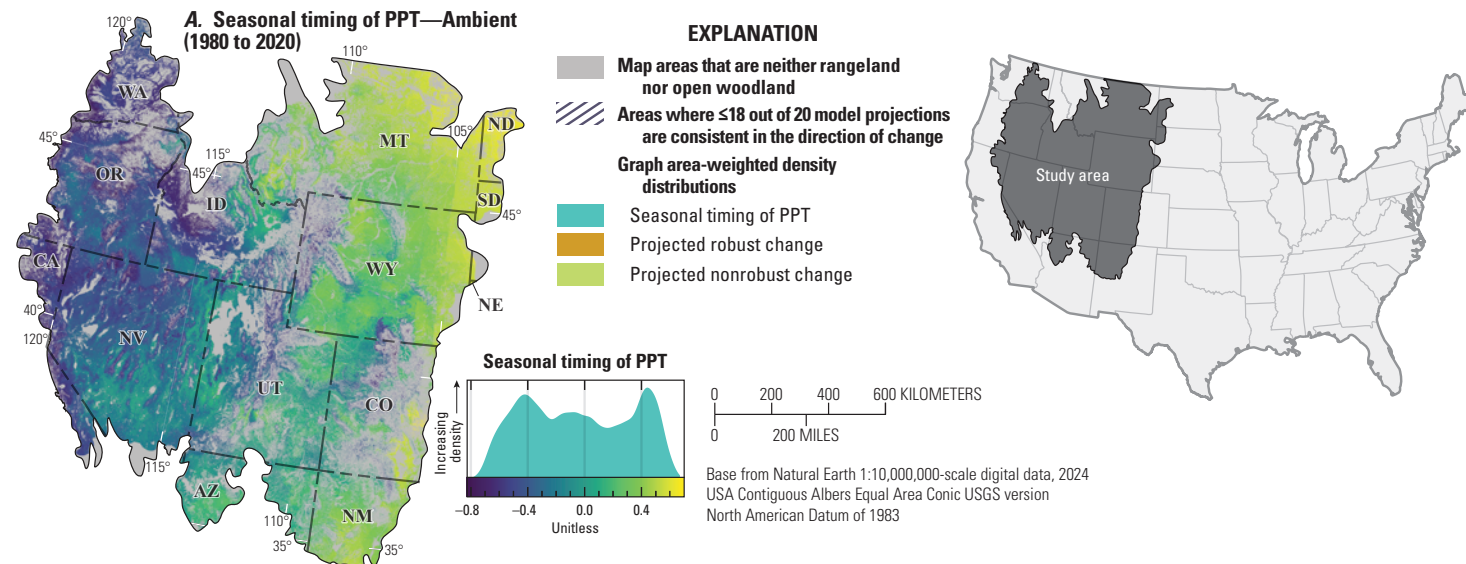 A. Seasonal timing of PPT—Ambient
(1980 to 2020)
120°
110°
WA
45°
OR
115°
45°
ID
MT
105°
ND
SD
45°
CA
WY
NE
40°
120°
NV
UT
CO
115°
AZ
110°
35°
NM
35°
EXPLANATION
Map areas that are neither rangeland
nor open woodland
Areas where ≤18 out of 20 model projections
are consistent in the direction of change
Graph area-weighted density
distributions
Seasonal timing of PPT
Projected robust change
Projected nonrobust change
Seasonal timing of PPT
Increasing
density
−0.8 −0.4 0.0 0.4
Unitless
0 200 400 600 KILOMETERS
0 200 MILES
Base from Natural Earth 1:10,000,000-scale digital data, 2024
USA Contiguous Albers Equal Area Conic USGS version
North American Datum of 1983
Study area